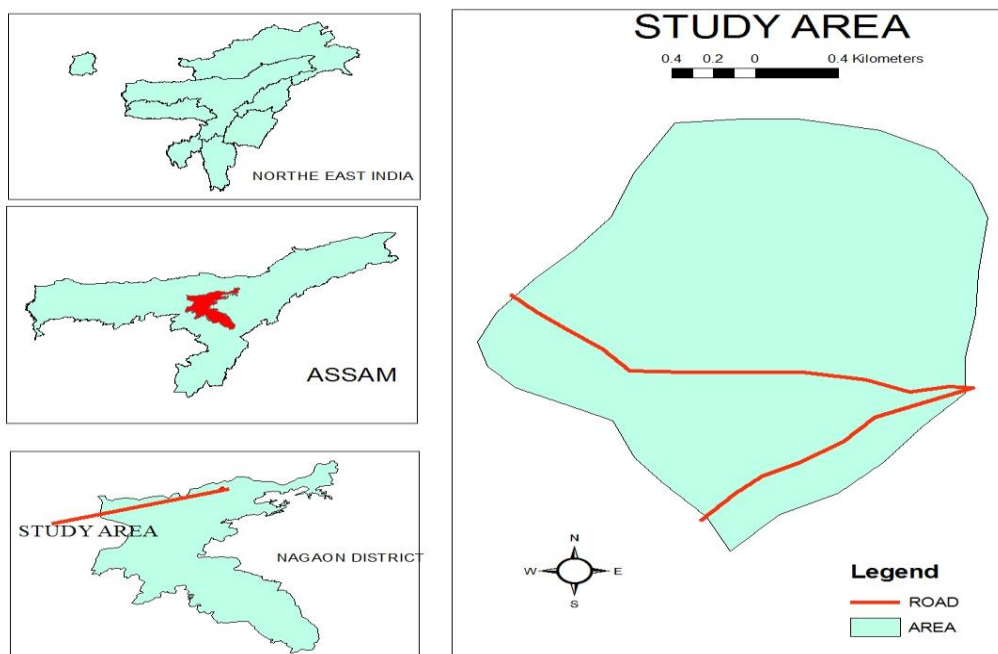 NORTHE EAST INDIA
ASSAM
STUDY AREA
NAGAON DISTRICT
STUDY AREA
0.4 0.2 0 0.4 Kilometers
N
W E
S
Legend
ROAD
AREA